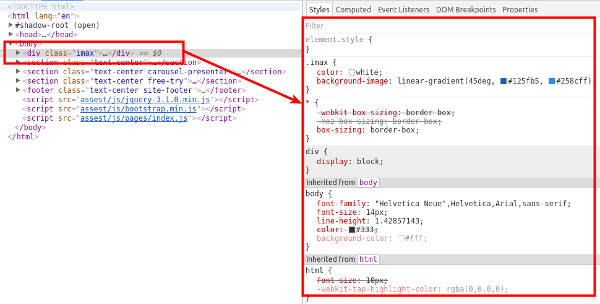 <!DOCTYPE html>
<html lang="en">
#shadow-root (open)
<head>…</head>
<body>
<div class="imax">…</div> == $0
<section class="text-center">…</section>
<section class="text-center carousel-presenter">…</section>
<section class="text-center free-try">…</section>
<footer class="text-center site-footer">…</footer>
<script src="assest/js/jquery-3.1.0.min.js"></script>
<script src="assest/js/bootstrap.min.js"></script>
<script src="assest/js/pages/index.js"></script>
</body>
</html>
Styles Computed Event Listeners DOM Breakpoints Properties
Filter
element.style {
}
.imax {
color: white;
background-image: linear-gradient(45deg, #125fb5, #258cff)
}
* {
-webkit-box-sizing: border-box;
-moz-box-sizing: border-box;
box-sizing: border-box;
}
div {
display: block;
}
Inherited from body
body {
font-family: "Helvetica Neue",Helvetica,Arial,sans-serif;
font-size: 14px;
line-height: 1.42857143;
color: #333;
background-color: #fff;
}
Inherited from html
html {
font-size: 10px;
-webkit-tap-highlight-color: rgba(0,0,0,0);
}